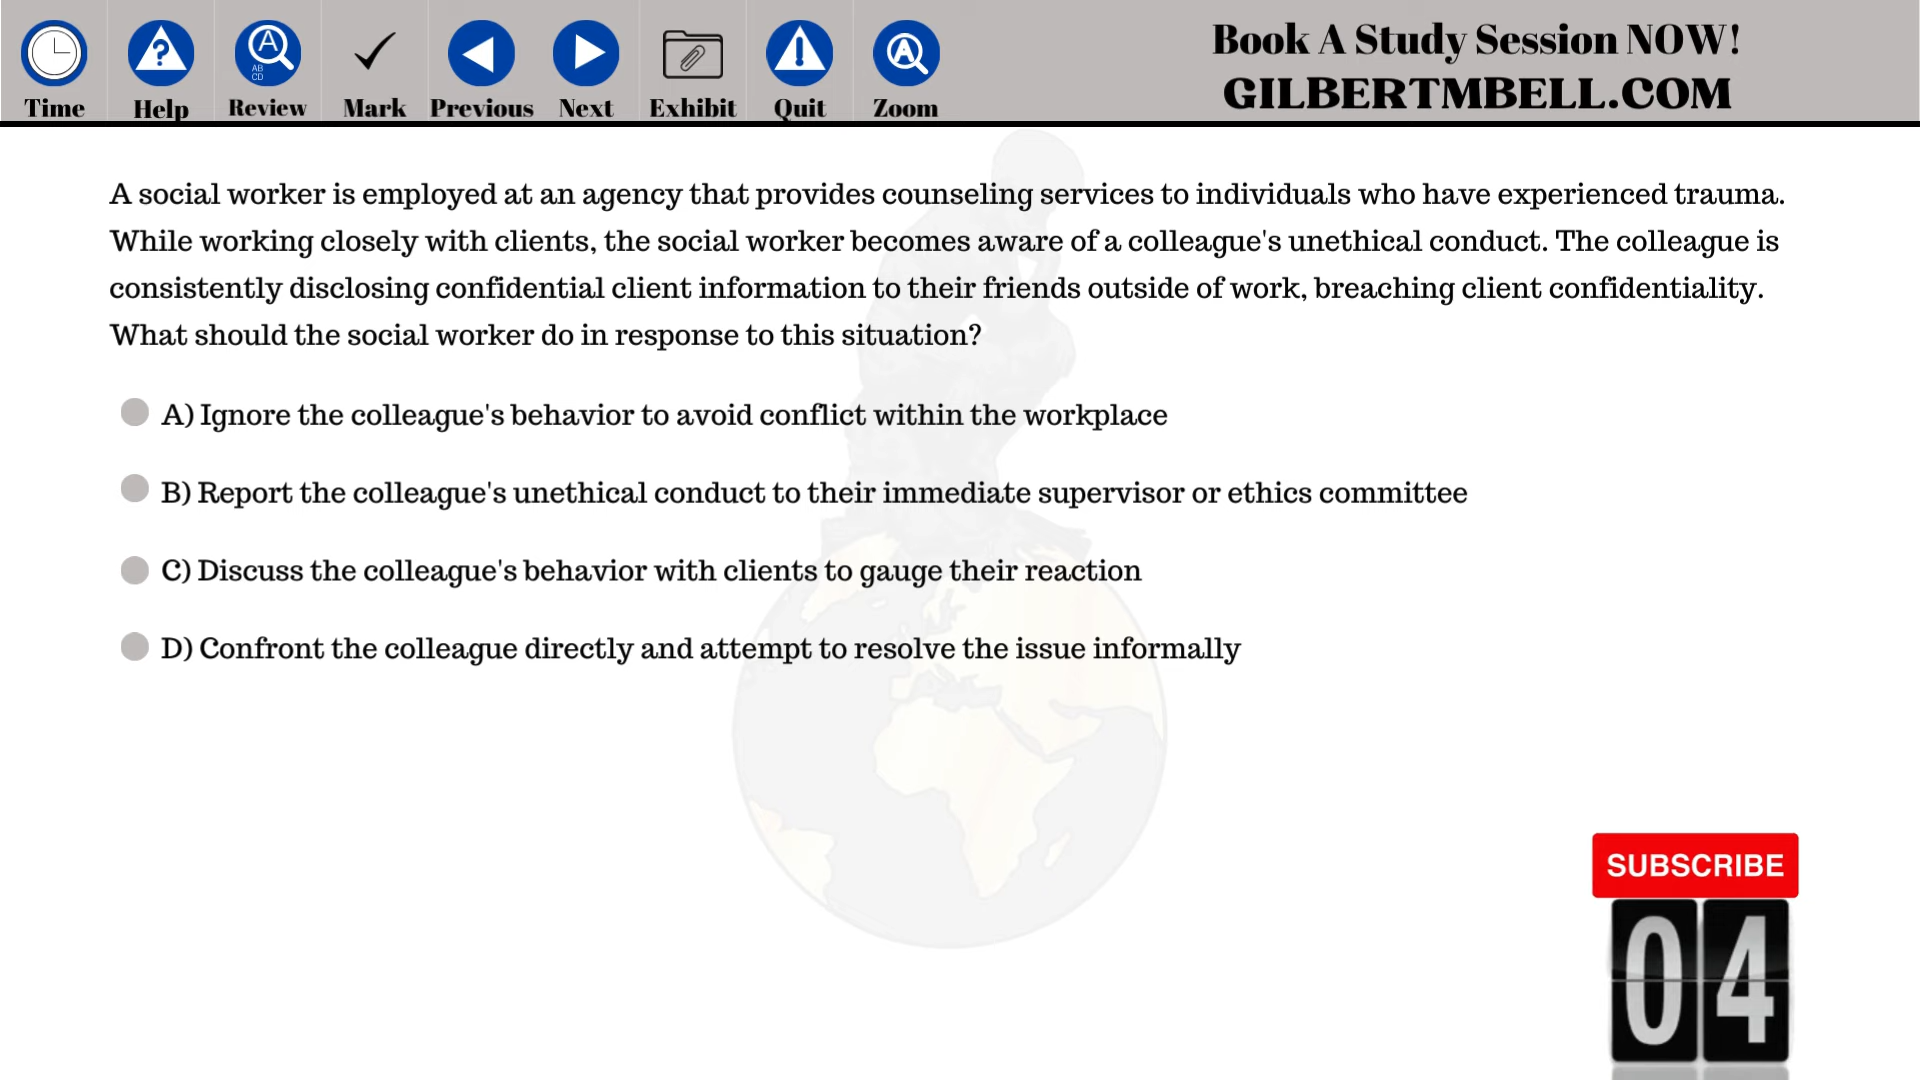 Book A Study Session NOW!
GILBERTMBELL.COM
A
?
AB
CD
!
A
Time Help Review Mark Previous Next Exhibit Quit Zoom
A social worker is employed at an agency that provides counseling services to individuals who have experienced trauma.
While working closely with clients, the social worker becomes aware of a colleague's unethical conduct. The colleague is
consistently disclosing confidential client information to their friends outside of work, breaching client confidentiality.
What should the social worker do in response to this situation?
A) Ignore the colleague's behavior to avoid conflict within the workplace
B) Report the colleague's unethical conduct to their immediate supervisor or ethics committee
C) Discuss the colleague's behavior with clients to gauge their reaction
D) Confront the colleague directly and attempt to resolve the issue informally
SUBSCRIBE
04